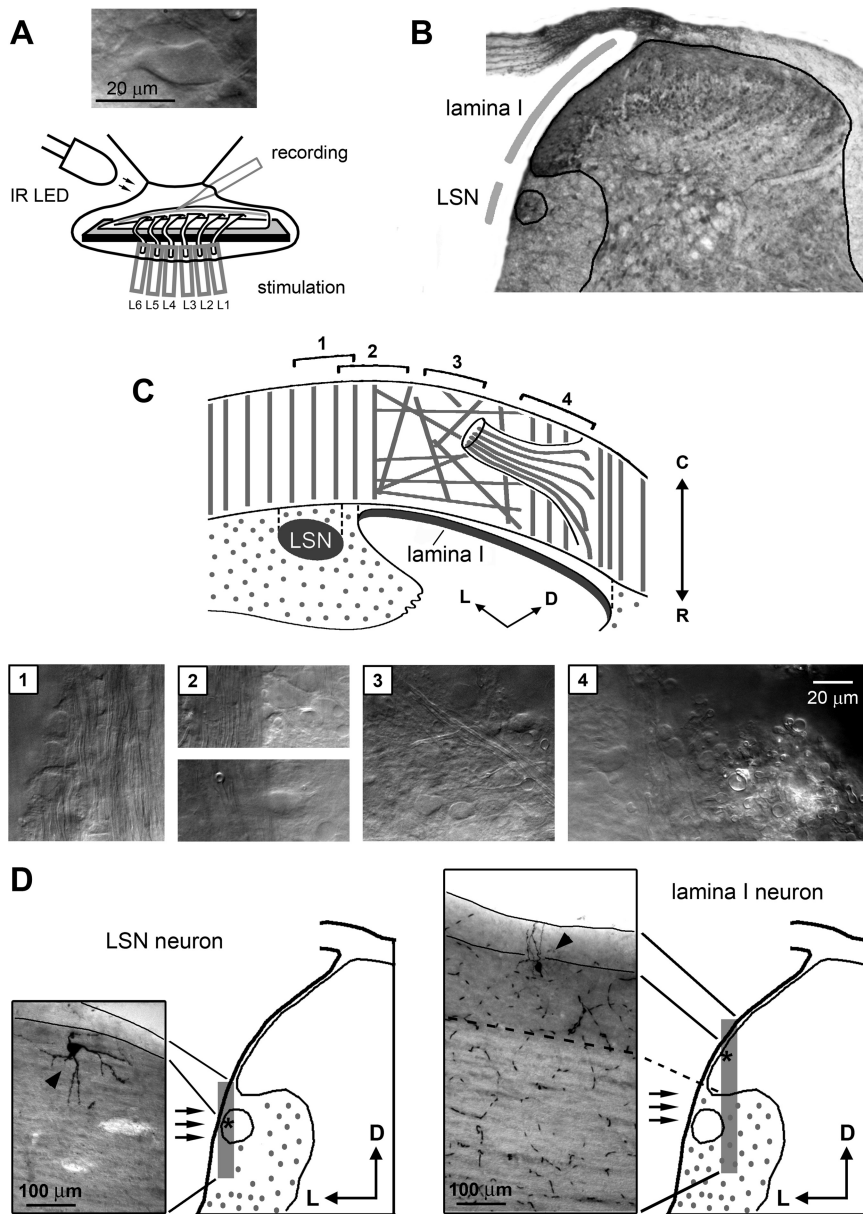 A
20 μm
IR LED
recording
stimulation
L6 L5 L4 L3 L2 L1
B
lamina I
LSN
C
1
2
3
4
LSN
lamina I
L
D
C
R
1
2
3
4
20 μm
D
LSN neuron
100 μm
D
L
lamina I neuron
100 μm
D
L